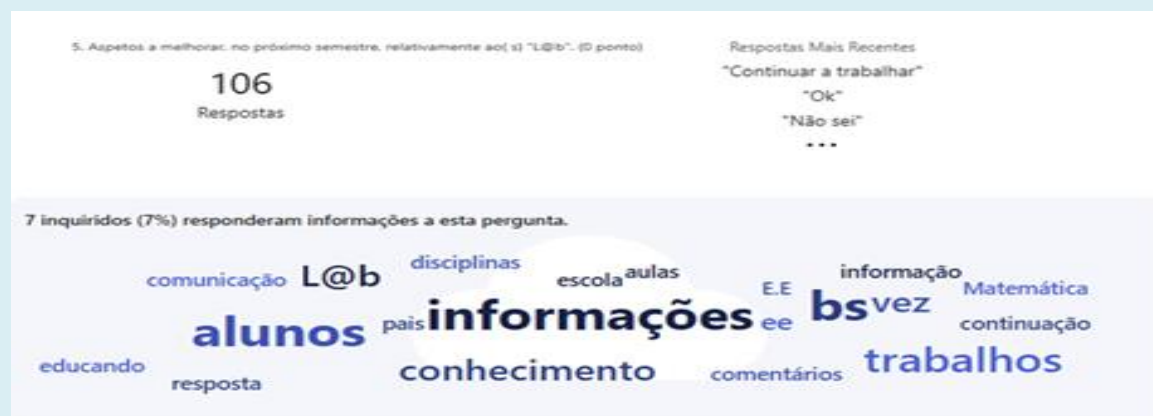 5. Aspetos a melhorar, no próximo semestre, relativamente ao( s) "L@b". (0 ponto)
106
Respostas
Respostas Mais Recentes
"Continuar a trabalhar"
"Ok"
"Não sei"
...
7 inquiridos (7%) responderam informações a esta pergunta.
comunicação L@b disciplinas escola aulas informação
E.E Matemática
alunos pais informações ee bs vez continuação
educando resposta conhecimento comentários trabalhos